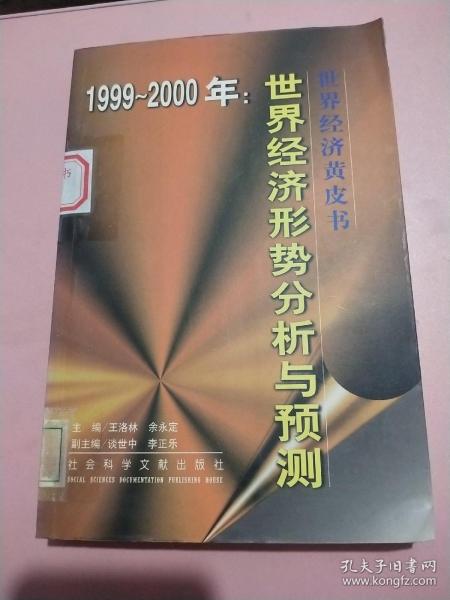 1999~2000年：
世界经济形势分析与预测
世界经济黄皮书
书
主 编/王洛林 余永定
副主编/谈世中 李正乐
社会科学文献出版社
SOCIAL SCIENCES DOCUMENTATION PUBLISHING HOUSE
孔夫子旧书网
www.kongfz.com